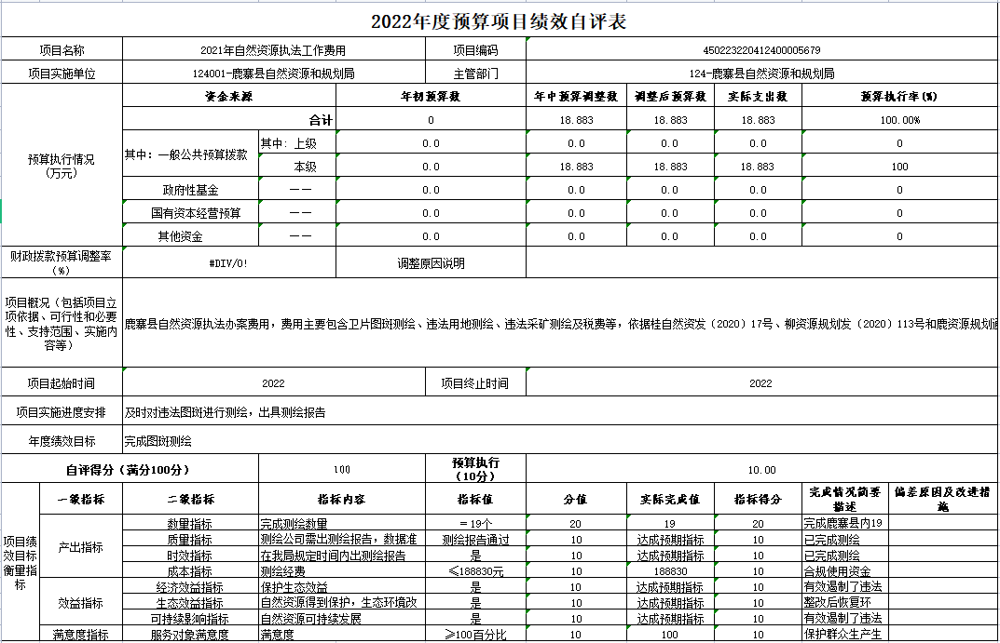 2022年度预算项目绩效自评表
项目名称 2021年自然资源执法工作费用 项目编码 450223220412400005679
项目实施单位 124001-鹿寨县自然资源和规划局 主管部门 124-鹿寨县自然资源和规划局
预算执行情况
(万元)
资金来源 年初预算数 年中预算调整数 调整后预算数 实际支出数 预算执行率(%)
合计 0 18.883 18.883 18.883 100.00%
其中：一般公共预算拨款
其中：上级 0.0 0.0 0.0 0.0 0
本级 0.0 18.883 18.883 18.883 100
政府性基金 —— 0.0 0.0 0.0 0.0 0
国有资本经营预算 —— 0.0 0.0 0.0 0.0 0
其他资金 —— 0.0 0.0 0.0 0.0 0
财政拨款预算调整率
(%)
#DIV/0! 调整原因说明
项目概况（包括项目立
项依据、可行性和必要
性、支持范围、实施内
容等）
鹿寨县自然资源执法办案费用，费用主要包含卫片图斑测绘、违法用地测绘、违法采矿测绘及税费等，依据桂自然资发（2020）17号、柳资源规划发（2020）113号和鹿资源规划
项目起始时间 2022 项目终止时间 2022
项目实施进度安排 及时对违法图斑进行测绘，出具测绘报告
年度绩效目标 完成图斑测绘
自评得分（满分100分） 100 预算执行
(10分)
10.00
项目绩
效目标
衡量指
标
一级指标 二级指标 指标内容 指标值 分值 实际完成值 指标得分 完成情况简要
描述
偏差原因及改进措
施
产出指标
数量指标 完成测绘数量 ＝19个 20 19 20 完成鹿寨县内19
质量指标 测绘公司需出测绘报告，数据准 测绘报告通过 10 达成预期指标 10 已完成测绘
时效指标 在我局规定时间内出测绘报告 是 10 达成预期指标 10 已完成测绘
成本指标 测绘经费 ≤188830元 10 188830 10 合规使用资金
效益指标
经济效益指标 保护生态效益 是 10 达成预期指标 10 有效遏制了违法
生态效益指标 自然资源得到保护，生态环境改 是 10 达成预期指标 10 整改后恢复环
可持续影响指标 自然资源可持续发展 是 10 达成预期指标 10 有效遏制了违法
满意度指标 服务对象满意度 满意度 ≥100百分比 10 100 10 保护群众生产生